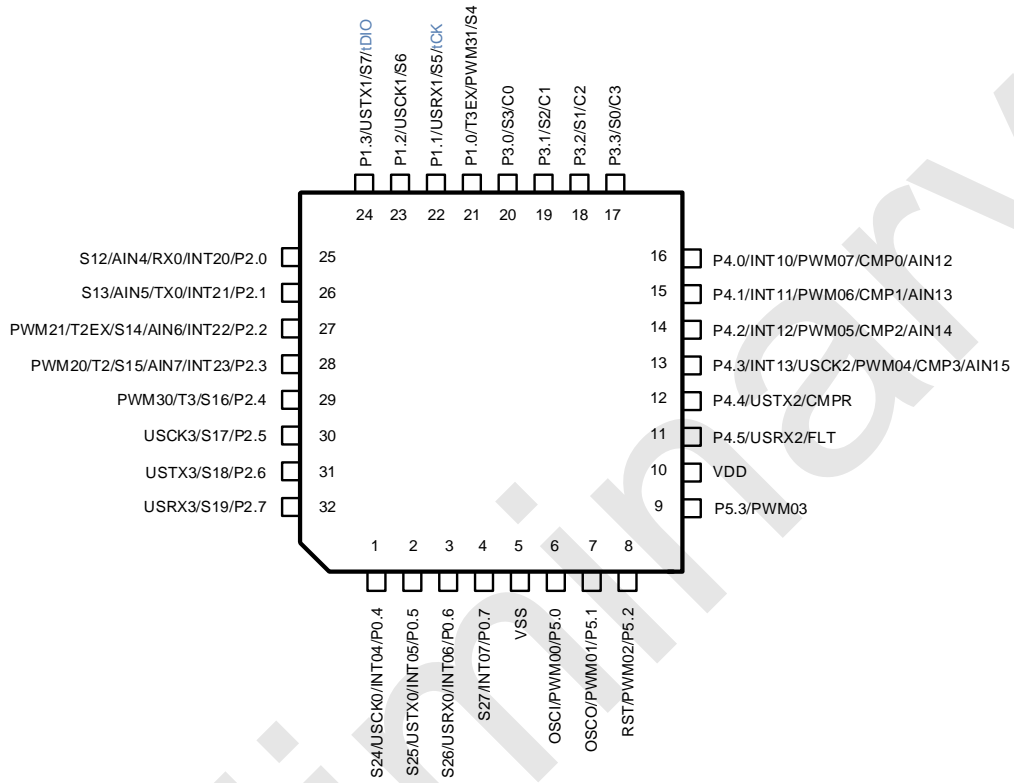 P1.3/USTX1/S7/tDIO
P1.2/USCK1/S6
P1.1/USRX1/S5/tCK
P1.0/T3EX/PWM31/S4
P3.0/S3/C0
P3.1/S2/C1
P3.2/S1/C2
P3.3/S0/C3
24
23
22
21
20
19
18
17
S12/AIN4/RX0/INT20/P2.0
25
S13/AIN5/TX0/INT21/P2.1
26
PWM21/T2EX/S14/AIN6/INT22/P2.2
27
PWM20/T2/S15/AIN7/INT23/P2.3
28
PWM30/T3/S16/P2.4
29
USCK3/S17/P2.5
30
USTX3/S18/P2.6
31
USRX3/S19/P2.7
32
16
P4.0/INT10/PWM07/CMP0/AIN12
15
P4.1/INT11/PWM06/CMP1/AIN13
14
P4.2/INT12/PWM05/CMP2/AIN14
13
P4.3/INT13/USCK2/PWM04/CMP3/AIN15
12
P4.4/USTX2/CMPR
11
P4.5/USRX2/FLT
10
VDD
9
P5.3/PWM03
1
2
3
4
5
6
7
8
S24/USCK0/INT04/P0.4
S25/USTX0/INT05/P0.5
S26/USRX0/INT06/P0.6
S27/INT07/P0.7
VSS
OSCI/PWM00/P5.0
OSCO/PWM01/P5.1
RST/PWM02/P5.2